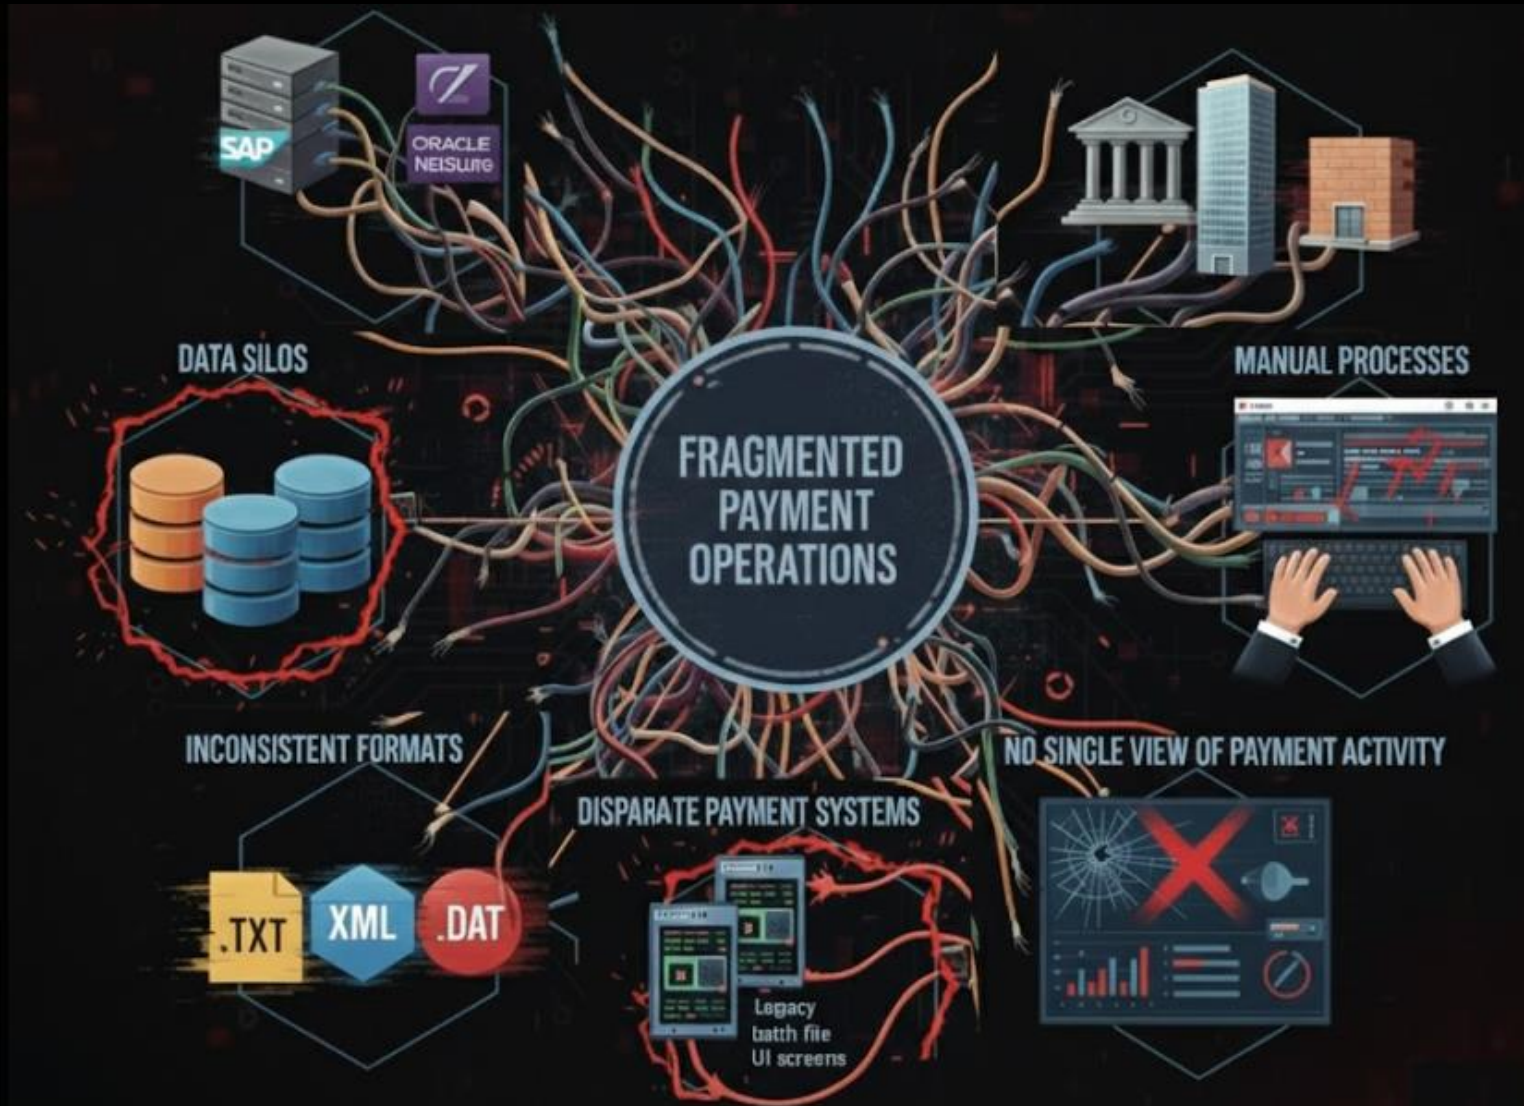 SAP
ORACLE
NEISUITE
DATA SILOS
MANUAL PROCESSES
FRAGMENTED
PAYMENT
OPERATIONS
INCONSISTENT FORMATS
NO SINGLE VIEW OF PAYMENT ACTIVITY
DISPARATE PAYMENT SYSTEMS
.TXT
XML
.DAT
Legacy
batth file
UI screens